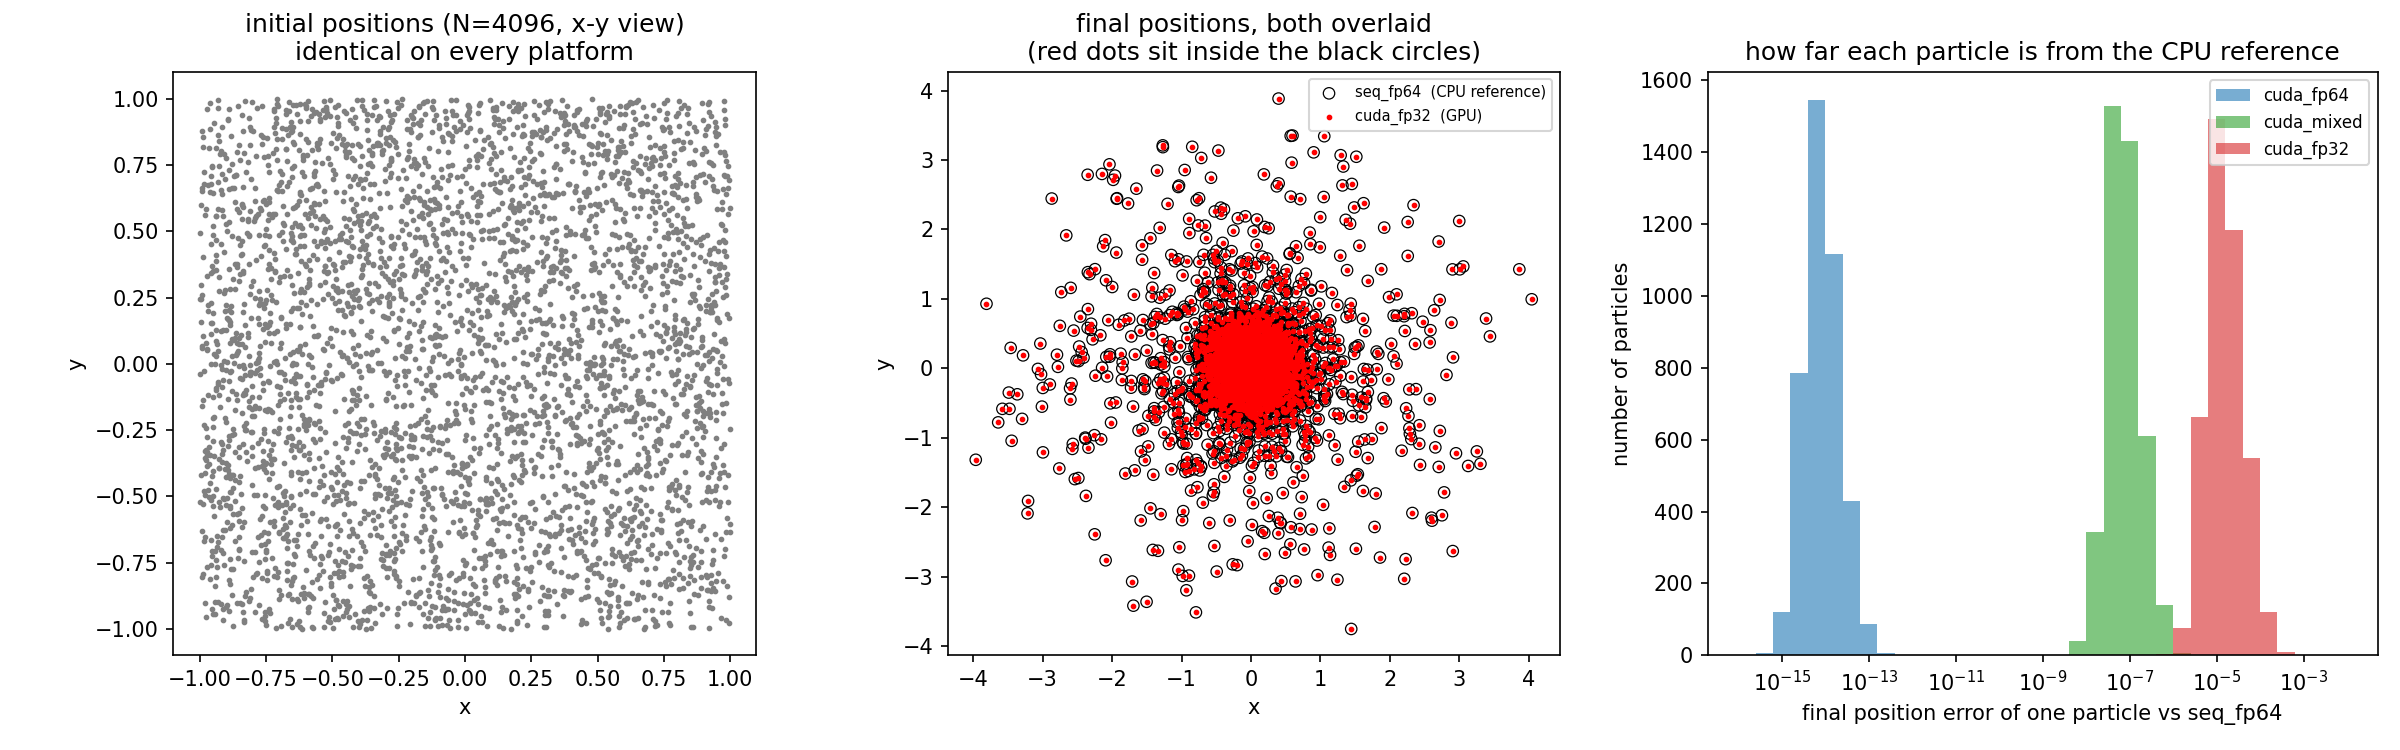 initial positions (N=4096, x-y view)
identical on every platform
1.00
0.75
0.50
0.25
0.00
−0.25
−0.50
−0.75
−1.00
y
−1.00 −0.75 −0.50 −0.25 0.00 0.25 0.50 0.75 1.00
x
final positions, both overlaid
(red dots sit inside the black circles)
seq_fp64 (CPU reference)
cuda_fp32 (GPU)
4
3
2
1
0
−1
−2
−3
−4
y
−4 −3 −2 −1 0 1 2 3 4
x
how far each particle is from the CPU reference
cuda_fp64
cuda_mixed
cuda_fp32
1600
1400
1200
1000
800
600
400
200
0
number of particles
10⁻¹⁵ 10⁻¹³ 10⁻¹¹ 10⁻⁹ 10⁻⁷ 10⁻⁵ 10⁻³
final position error of one particle vs seq_fp64